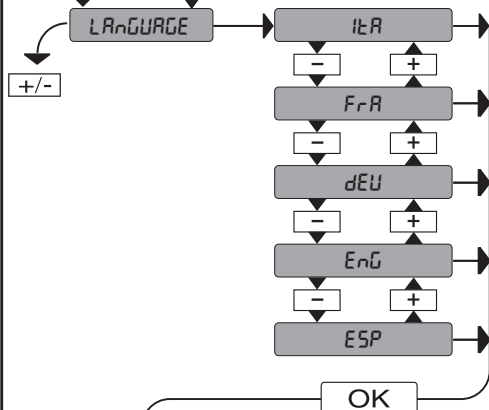 LAnGUAGE
ItA
+/-
- +
FrA
- +
dEU
- +
EnG
- +
ESP
OK